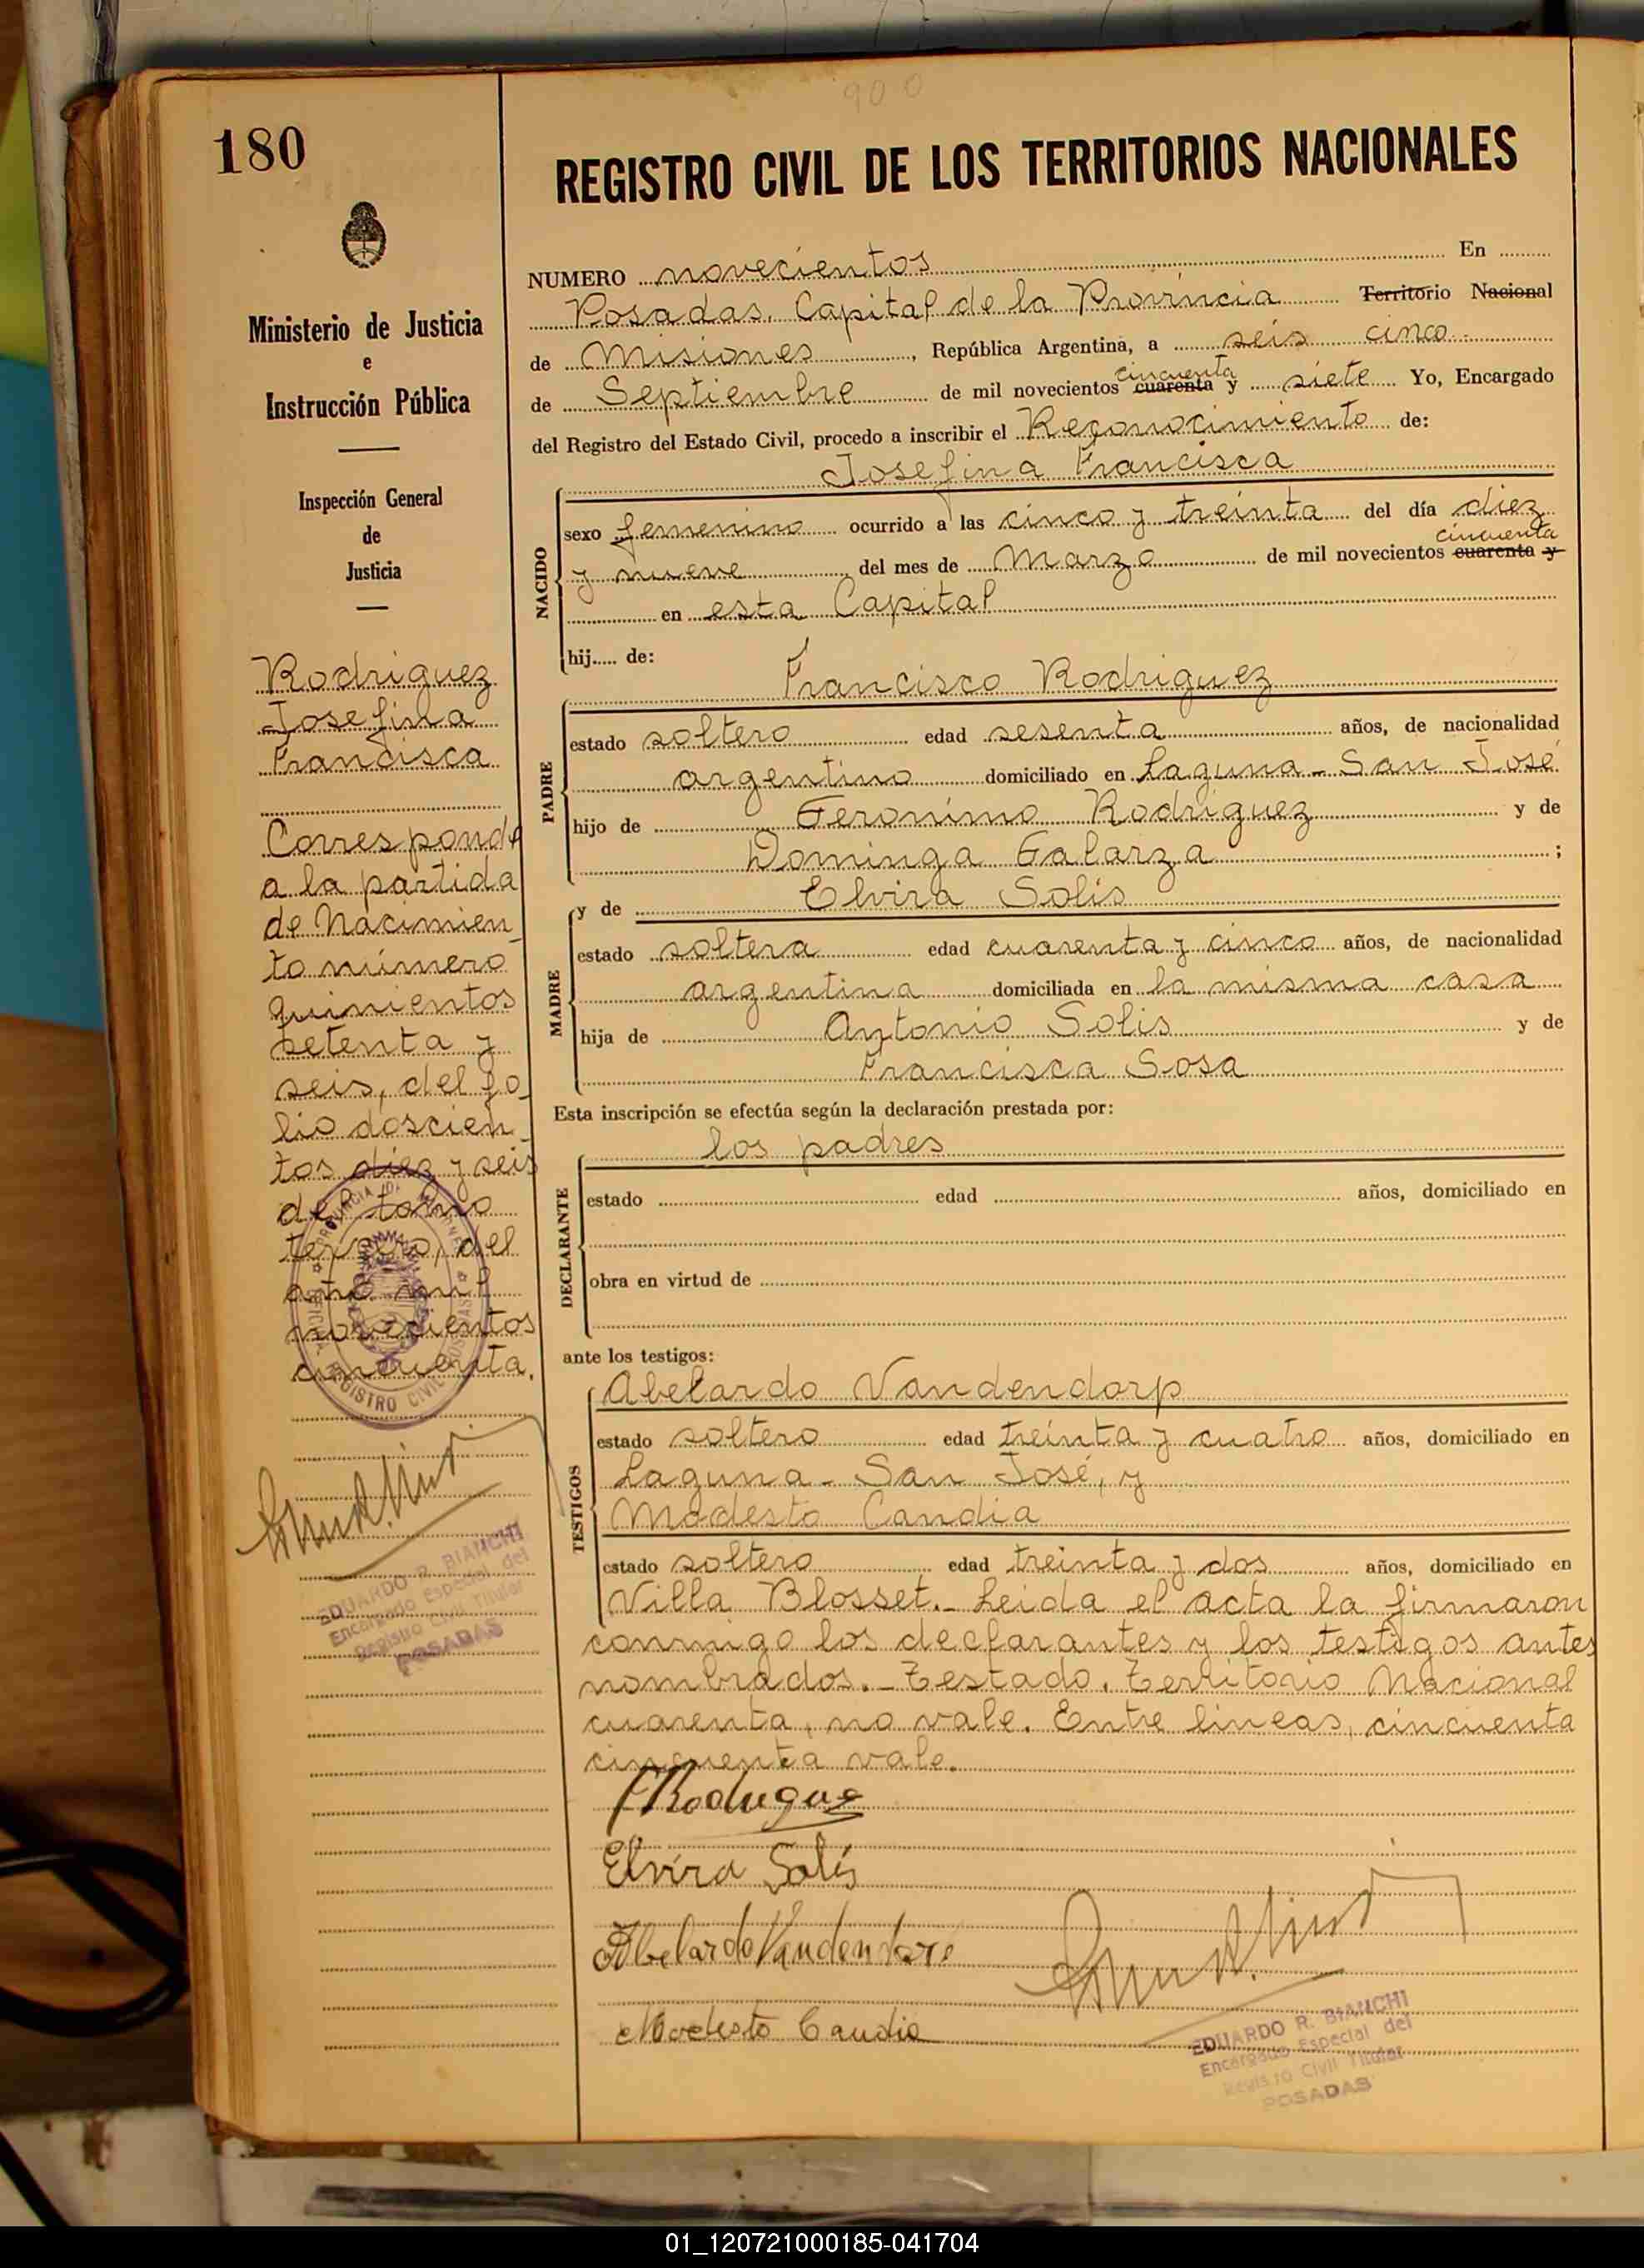 900
180
REGISTRO CIVIL DE LOS TERRITORIOS NACIONALES
Ministerio de Justicia
e
Instrucción Pública
Inspección General
de
Justicia
Rodriguez
Josefina
Francisca
Corresponde
a la partida
de Nacimien_
to número
quinientos
setenta y
seis, del fo_
lio doscien_
tos diez y seis
del tomo
tercero, del
año mil
novecientos
cincuenta.
EDUARDO R. BIANCHI
Encargado Especial del
Registro Civil Titular
POSADAS
NUMERO novecientos En
Posadas, Capital de la Provincia Territorio Nacional
de Misiones, República Argentina, a seis cinco
cincuenta
de Septiembre de mil novecientos cuarenta y siete Yo, Encargado
del Registro del Estado Civil, procedo a inscribir el Reconocimiento de:
Josefina Francisca
NACIDO
sexo femenino ocurrido a las cinco y treinta del día diez
cincuenta
y nueve del mes de Marzo de mil novecientos cuarenta y
en esta Capital
hij..... de:
Francisco Rodriguez
PADRE
estado soltero edad sesenta años, de nacionalidad
argentino domiciliado en Laguna - San José
hijo de Geronimo Rodriguez y de
Dominga Galarza ;
MADRE
y de Elvira Solis
estado soltera edad cuarenta y cinco años, de nacionalidad
argentina domiciliada en la misma casa
hija de Antonio Solis y de
Francisca Sosa
Esta inscripción se efectúa según la declaración prestada por:
los padres
DECLARANTE
estado edad años, domiciliado en
obra en virtud de
ante los testigos:
TESTIGOS
Abelardo Vandendorp
estado soltero edad treinta y cuatro años, domiciliado en
Laguna - San José, y
Modesto Candia
estado soltero edad treinta y dos años, domiciliado en
Villa Blosset.- Leida el acta la firmaron
conmigo los declarantes y los testigos antes
nombrados.- Testado. Territorio Nacional
cuarenta, no vale. Entre lineas, cincuenta
cincuenta vale.
F Rodriguez
Elvira Solís
Abelardo Vandendorp
Modesto Candia
EDUARDO R. BIANCHI
Encargado Especial del
Registro Civil Titular
POSADAS
01_120721000185-041704